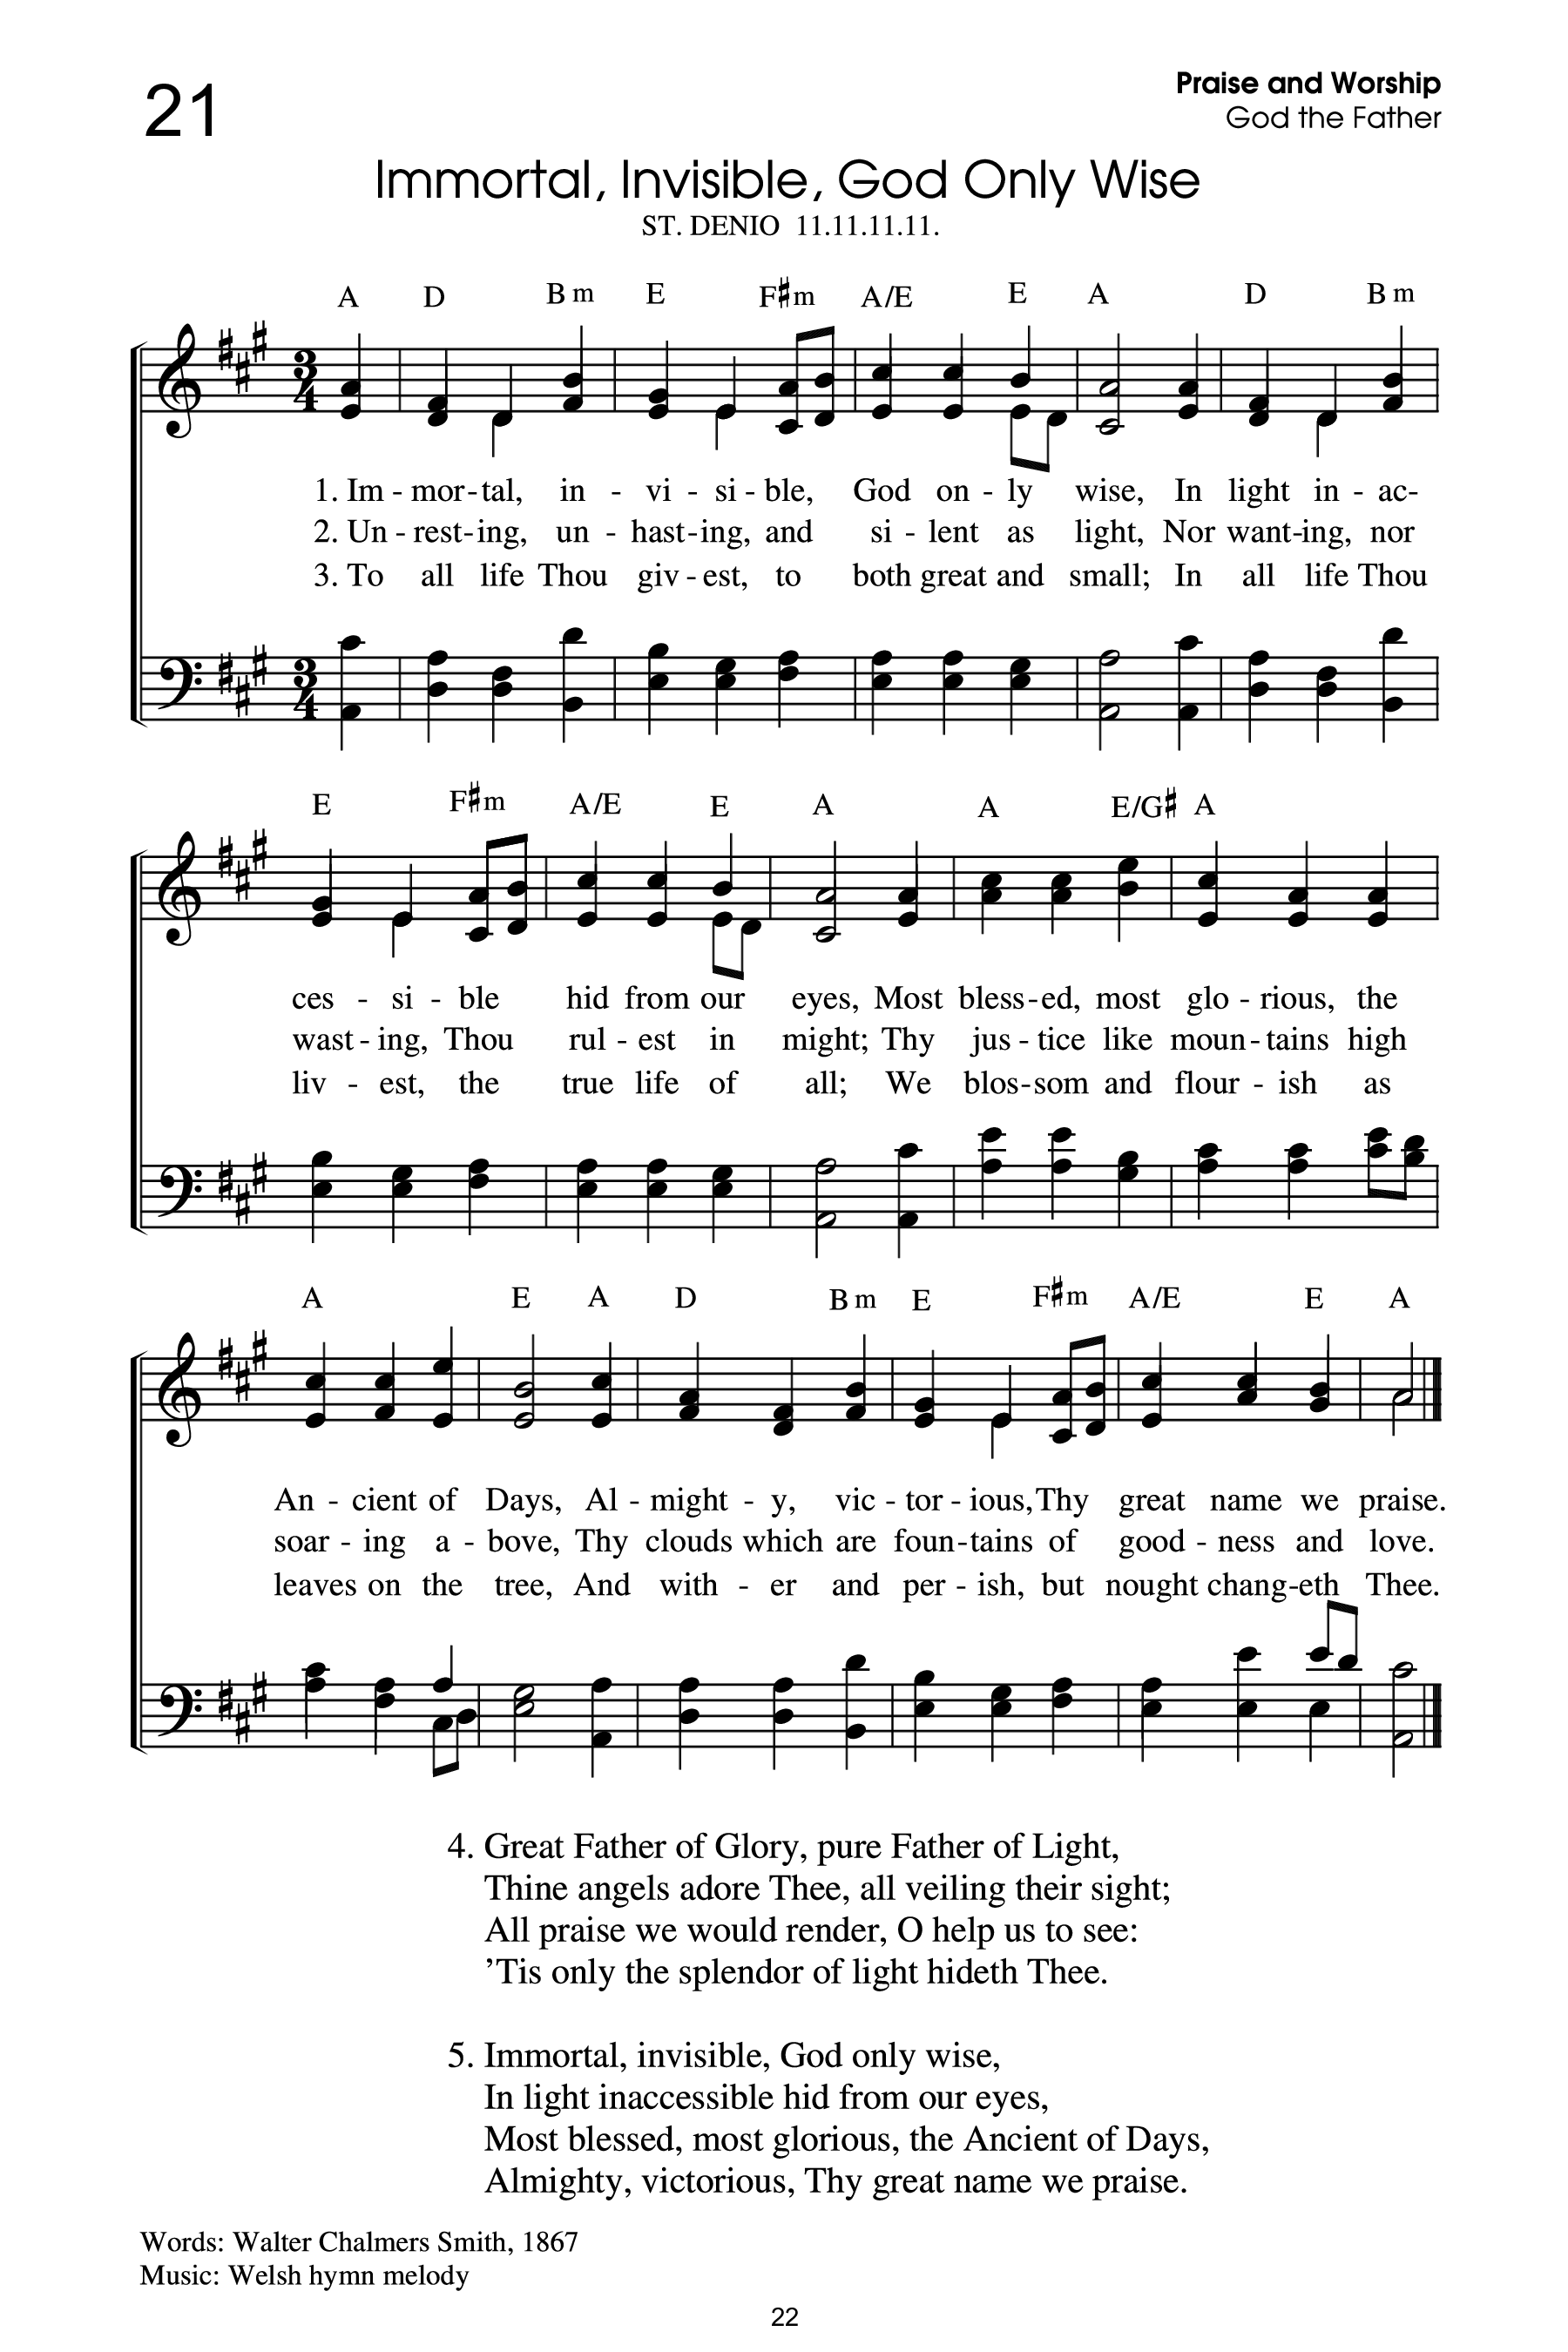 21
Praise and Worship
God the Father
Immortal, Invisible, God Only Wise
ST. DENIO 11.11.11.11.
A D B m E F♯m A/E E A D B m
3 4
1. Im - mor - tal, in - vi - si - ble, God on - ly wise, In light in - ac-
2. Un - rest - ing, un - hast - ing, and si - lent as light, Nor want - ing, nor
3. To all life Thou giv - est, to both great and small; In all life Thou
3 4
E F♯m A/E E A A E/G♯ A
ces - si - ble hid from our eyes, Most bless - ed, most glo - rious, the
wast - ing, Thou rul - est in might; Thy jus - tice like moun - tains high
liv - est, the true life of all; We blos - som and flour - ish as
A E A D B m E F♯m A/E E A
An - cient of Days, Al - might - y, vic - tor - ious, Thy great name we praise.
soar - ing a - bove, Thy clouds which are foun - tains of good - ness and love.
leaves on the tree, And with - er and per - ish, but nought chang - eth Thee.
4. Great Father of Glory, pure Father of Light,
Thine angels adore Thee, all veiling their sight;
All praise we would render, O help us to see:
’Tis only the splendor of light hideth Thee.
5. Immortal, invisible, God only wise,
In light inaccessible hid from our eyes,
Most blessed, most glorious, the Ancient of Days,
Almighty, victorious, Thy great name we praise.
Words: Walter Chalmers Smith, 1867
Music: Welsh hymn melody
22